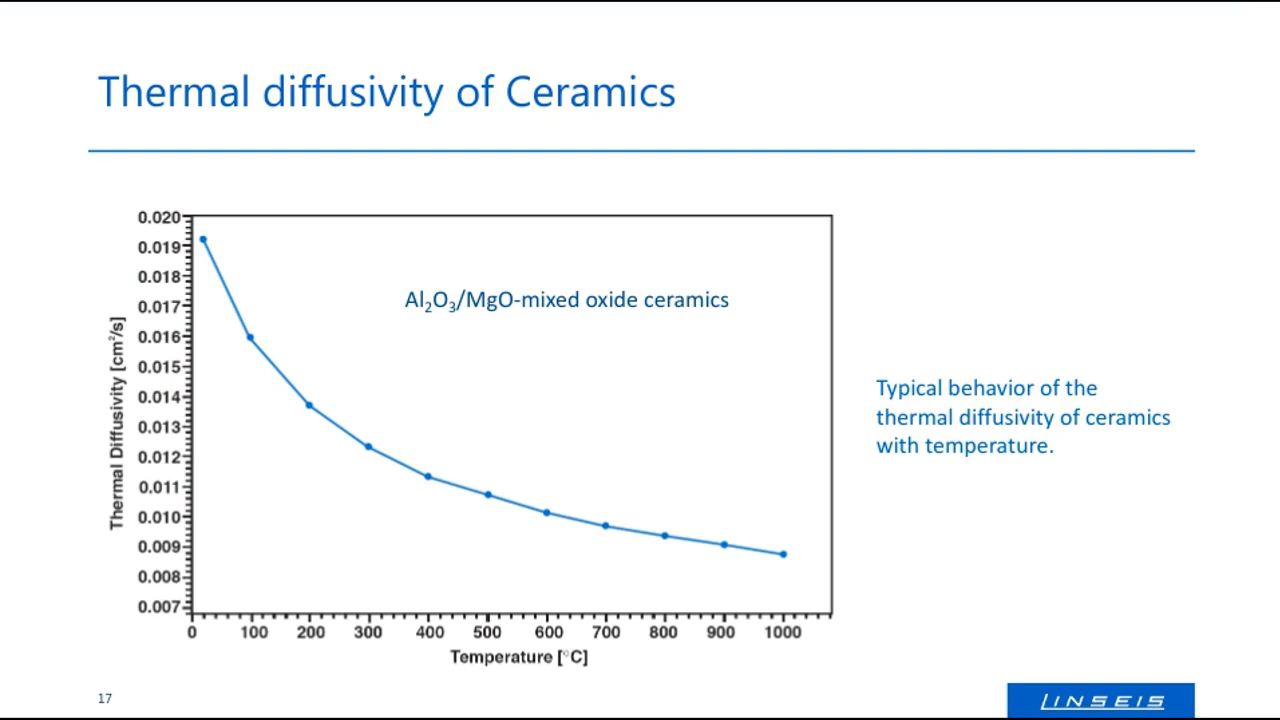 Thermal diffusivity of Ceramics
0.020
0.019
0.018
0.017
0.016
0.015
0.014
0.013
0.012
0.011
0.010
0.009
0.008
0.007
Thermal Diffusivity [cm²/s]
Al₂O₃/MgO-mixed oxide ceramics
0 100 200 300 400 500 600 700 800 900 1000
Temperature [°C]
Typical behavior of the
thermal diffusivity of ceramics
with temperature.
17
LINSEIS